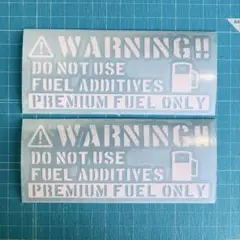 WARNING!!
DO NOT USE
FUEL ADDITIVES
PREMIUM FUEL ONLY
WARNING!!
DO NOT USE
FUEL ADDITIVES
PREMIUM FUEL ONLY